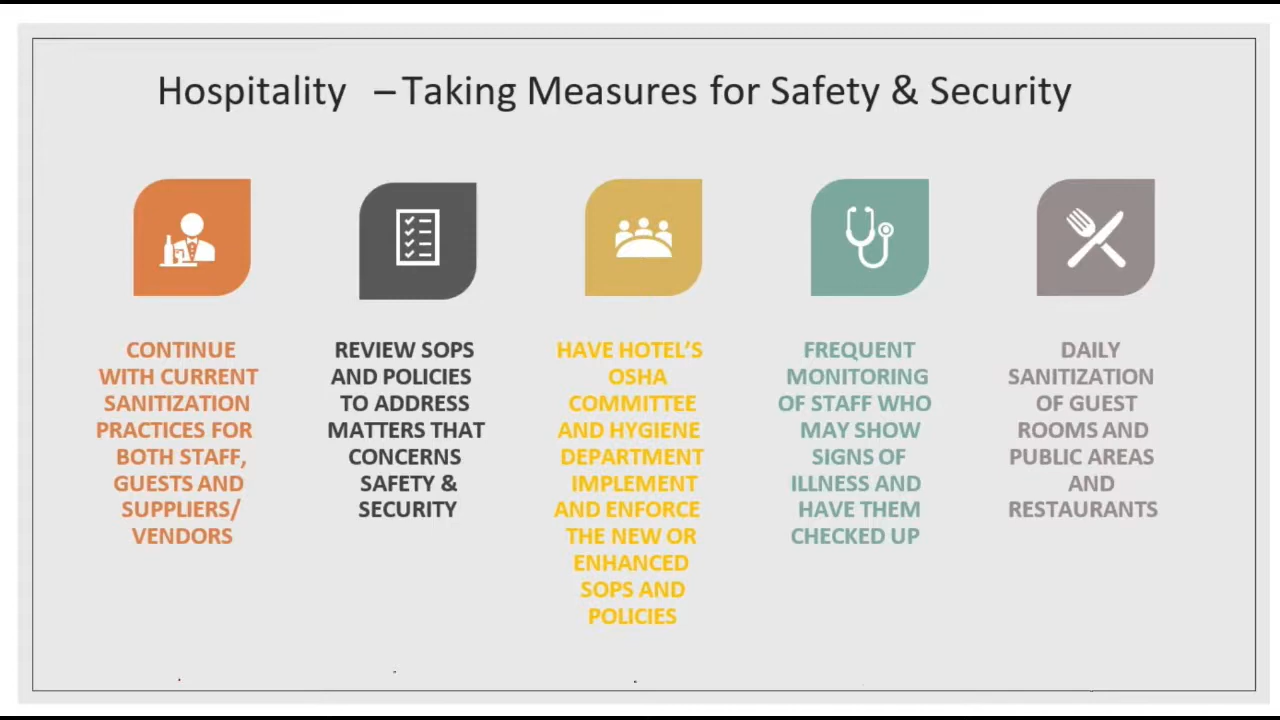 Hospitality – Taking Measures for Safety & Security
CONTINUE
WITH CURRENT
SANITIZATION
PRACTICES FOR
BOTH STAFF,
GUESTS AND
SUPPLIERS/
VENDORS
REVIEW SOPS
AND POLICIES
TO ADDRESS
MATTERS THAT
CONCERNS
SAFETY &
SECURITY
HAVE HOTEL'S
OSHA
COMMITTEE
AND HYGIENE
DEPARTMENT
IMPLEMENT
AND ENFORCE
THE NEW OR
ENHANCED
SOPS AND
POLICIES
FREQUENT
MONITORING
OF STAFF WHO
MAY SHOW
SIGNS OF
ILLNESS AND
HAVE THEM
CHECKED UP
DAILY
SANITIZATION
OF GUEST
ROOMS AND
PUBLIC AREAS
AND
RESTAURANTS